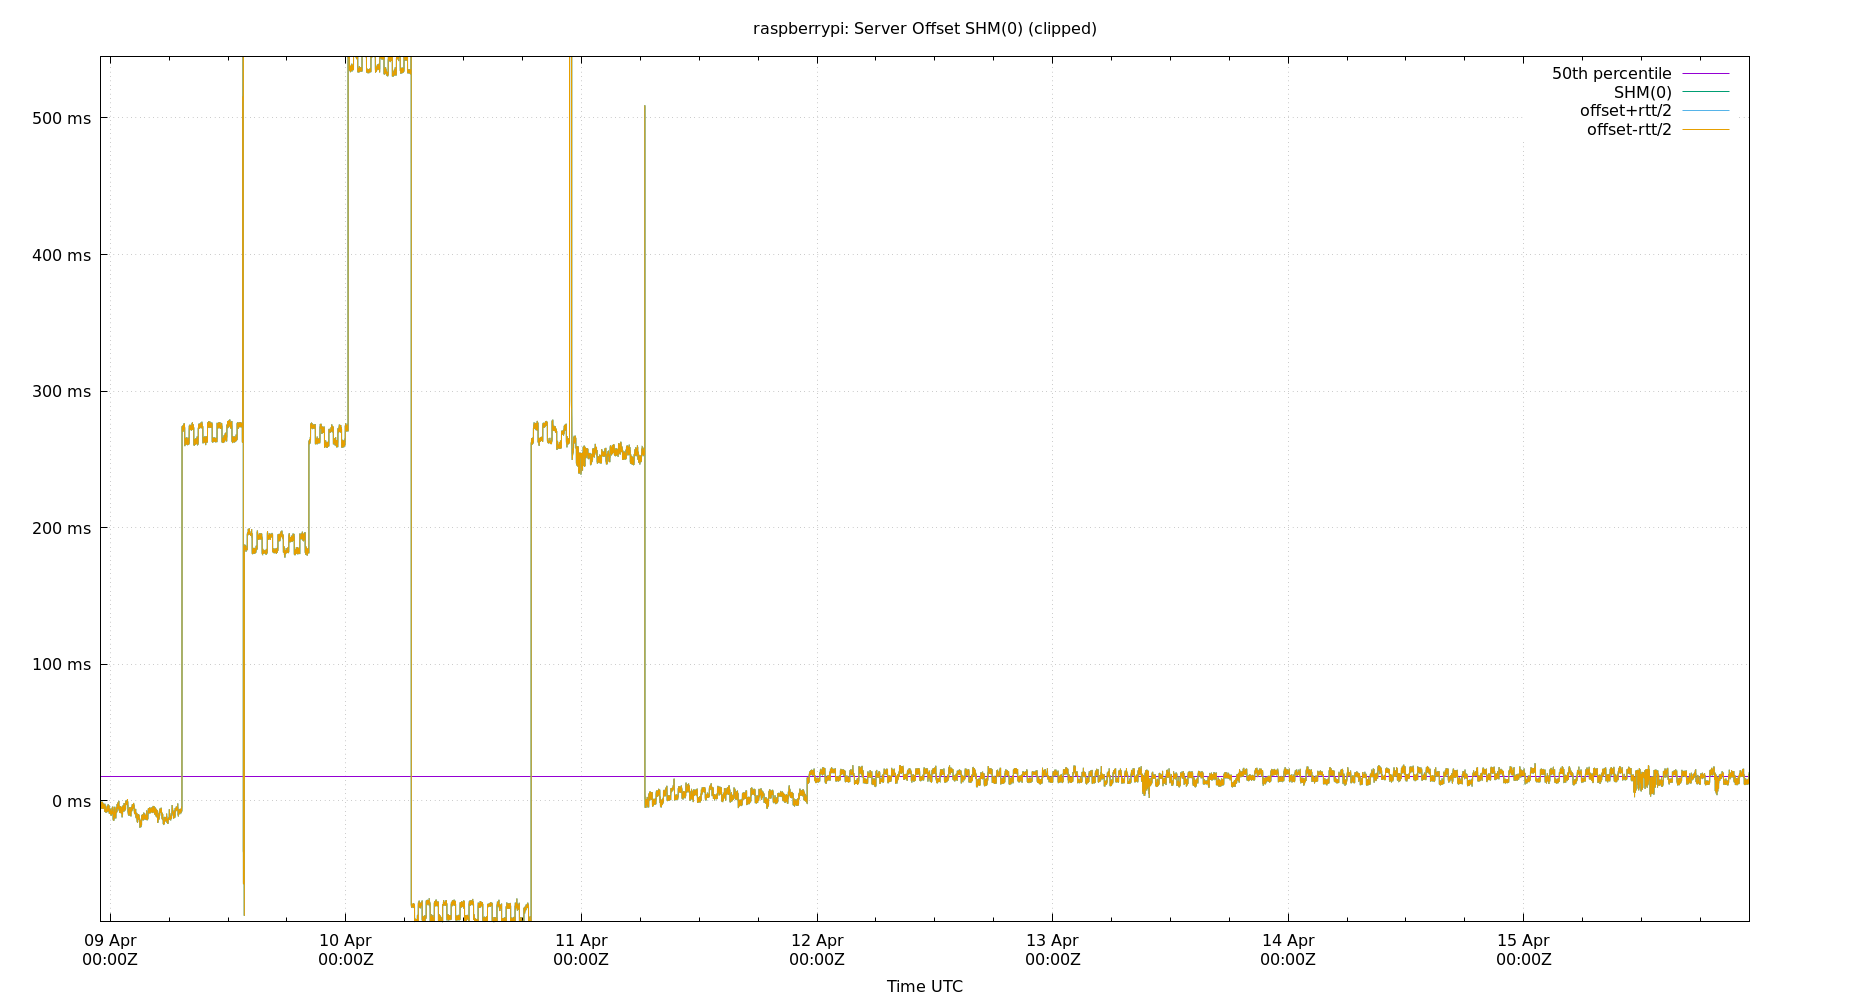 raspberrypi: Server Offset SHM(0) (clipped)
50th percentile
SHM(0)
offset+rtt/2
offset-rtt/2
500 ms
400 ms
300 ms
200 ms
100 ms
0 ms
09 Apr 10 Apr 11 Apr 12 Apr 13 Apr 14 Apr 15 Apr
00:00Z 00:00Z 00:00Z 00:00Z 00:00Z 00:00Z 00:00Z
Time UTC